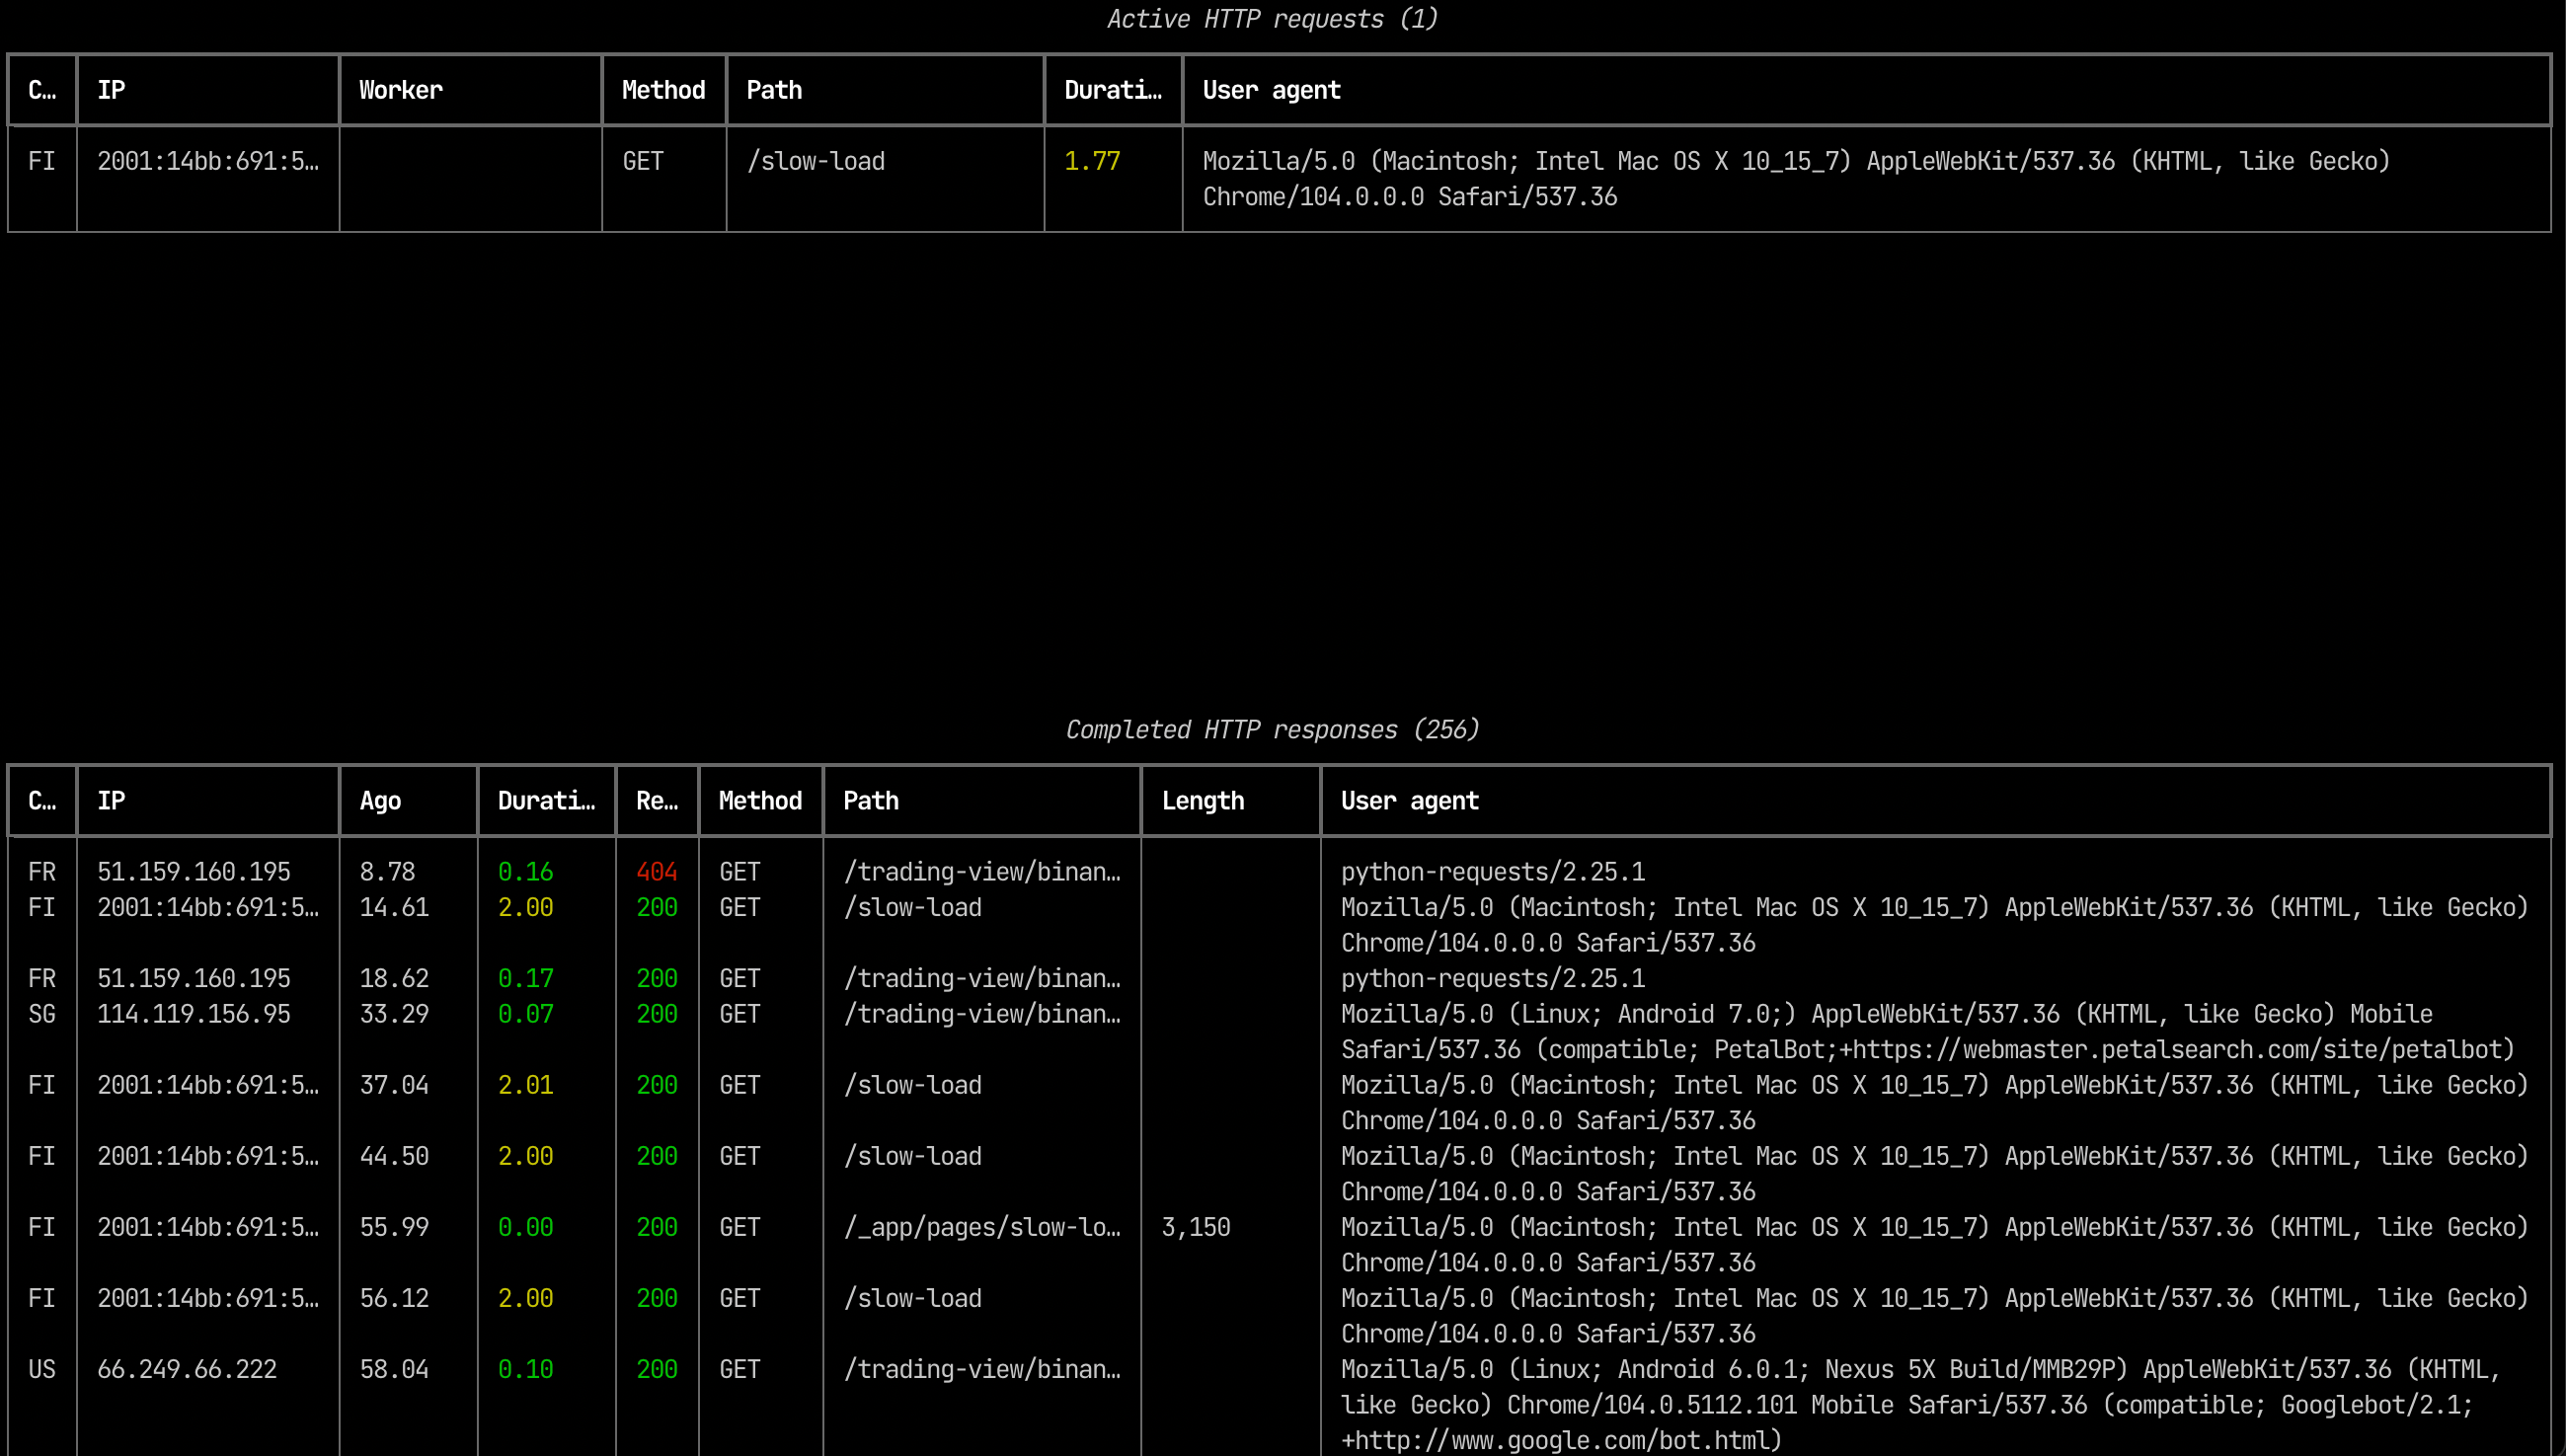 Active HTTP requests (1)
C… IP Worker Method Path Durati… User agent
FI 2001:14bb:691:5… GET /slow-load 1.77 Mozilla/5.0 (Macintosh; Intel Mac OS X 10_15_7) AppleWebKit/537.36 (KHTML, like Gecko)
Chrome/104.0.0.0 Safari/537.36
Completed HTTP responses (256)
C… IP Ago Durati… Re… Method Path Length User agent
FR 51.159.160.195 8.78 0.16 404 GET /trading-view/binan… python-requests/2.25.1
FI 2001:14bb:691:5… 14.61 2.00 200 GET /slow-load Mozilla/5.0 (Macintosh; Intel Mac OS X 10_15_7) AppleWebKit/537.36 (KHTML, like Gecko)
Chrome/104.0.0.0 Safari/537.36
FR 51.159.160.195 18.62 0.17 200 GET /trading-view/binan… python-requests/2.25.1
SG 114.119.156.95 33.29 0.07 200 GET /trading-view/binan… Mozilla/5.0 (Linux; Android 7.0;) AppleWebKit/537.36 (KHTML, like Gecko) Mobile
Safari/537.36 (compatible; PetalBot;+https://webmaster.petalsearch.com/site/petalbot)
FI 2001:14bb:691:5… 37.04 2.01 200 GET /slow-load Mozilla/5.0 (Macintosh; Intel Mac OS X 10_15_7) AppleWebKit/537.36 (KHTML, like Gecko)
Chrome/104.0.0.0 Safari/537.36
FI 2001:14bb:691:5… 44.50 2.00 200 GET /slow-load Mozilla/5.0 (Macintosh; Intel Mac OS X 10_15_7) AppleWebKit/537.36 (KHTML, like Gecko)
Chrome/104.0.0.0 Safari/537.36
FI 2001:14bb:691:5… 55.99 0.00 200 GET /_app/pages/slow-lo… 3,150 Mozilla/5.0 (Macintosh; Intel Mac OS X 10_15_7) AppleWebKit/537.36 (KHTML, like Gecko)
Chrome/104.0.0.0 Safari/537.36
FI 2001:14bb:691:5… 56.12 2.00 200 GET /slow-load Mozilla/5.0 (Macintosh; Intel Mac OS X 10_15_7) AppleWebKit/537.36 (KHTML, like Gecko)
Chrome/104.0.0.0 Safari/537.36
US 66.249.66.222 58.04 0.10 200 GET /trading-view/binan… Mozilla/5.0 (Linux; Android 6.0.1; Nexus 5X Build/MMB29P) AppleWebKit/537.36 (KHTML,
like Gecko) Chrome/104.0.5112.101 Mobile Safari/537.36 (compatible; Googlebot/2.1;
+http://www.google.com/bot.html)